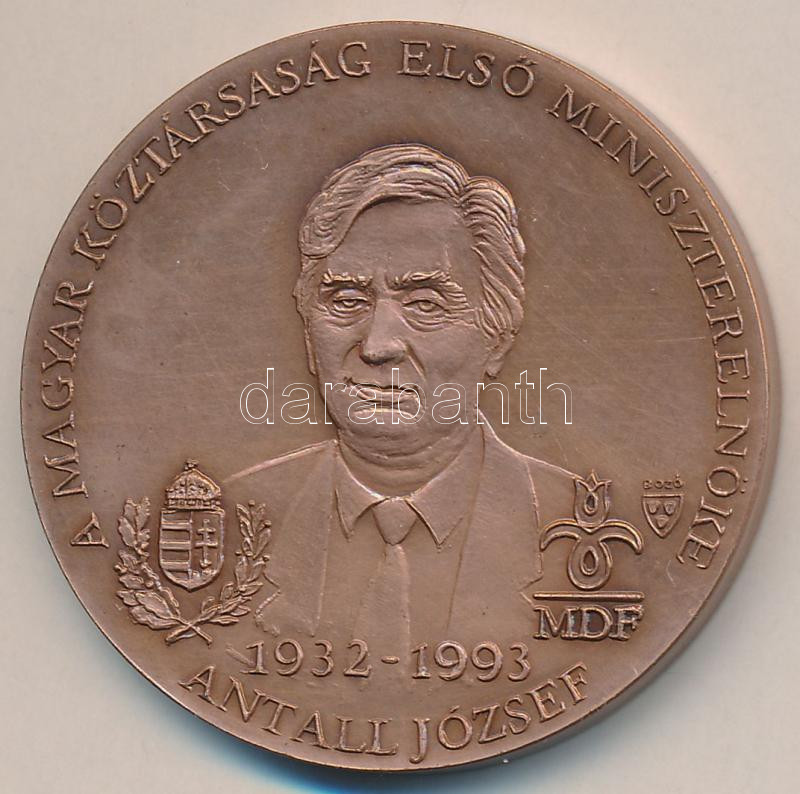 A MAGYAR KÖZTÁRSASÁG ELSŐ MINISZTERELNÖKE
darabanth
BOZÓ
MDF
1932-1993
ANTALL JÓZSEF